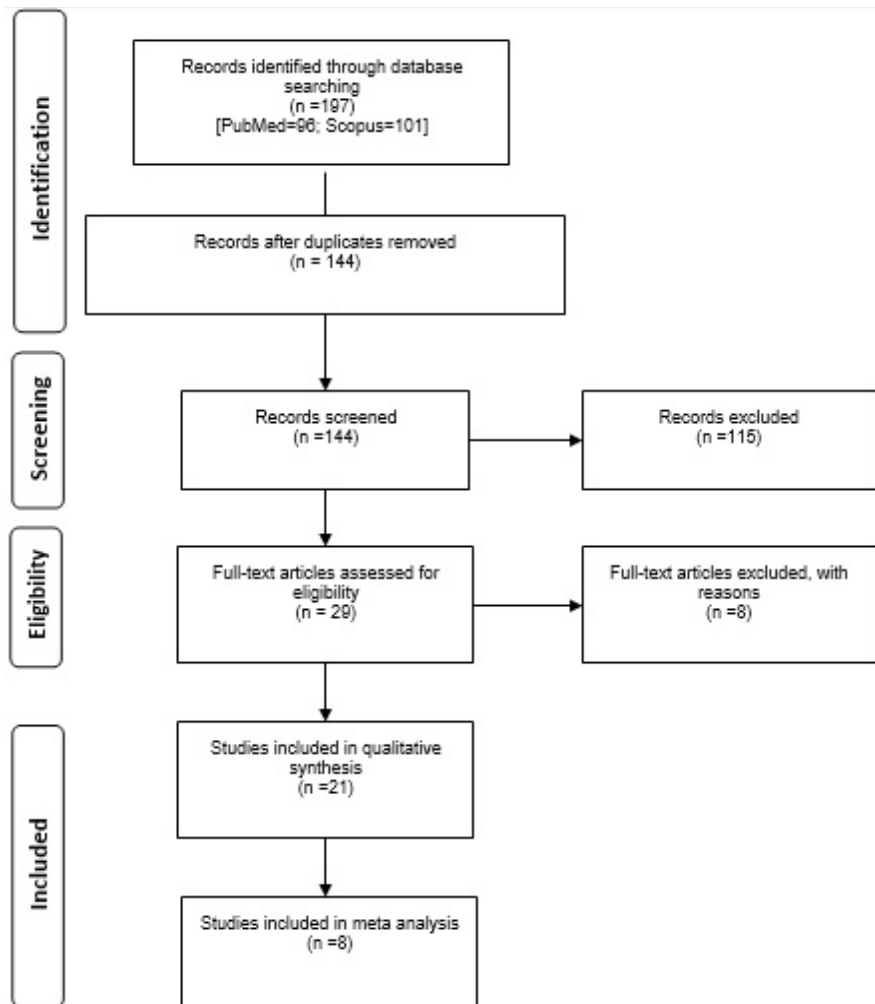 Identification
Records identified through database
searching
(n =197)
[PubMed=96; Scopus=101]
Records after duplicates removed
(n = 144)
Screening
Records screened
(n =144)
Records excluded
(n =115)
Eligibility
Full-text articles assessed for
eligibility
(n = 29)
Full-text articles excluded, with
reasons
(n =8)
Included
Studies included in qualitative
synthesis
(n =21)
Studies included in meta analysis
(n =8)